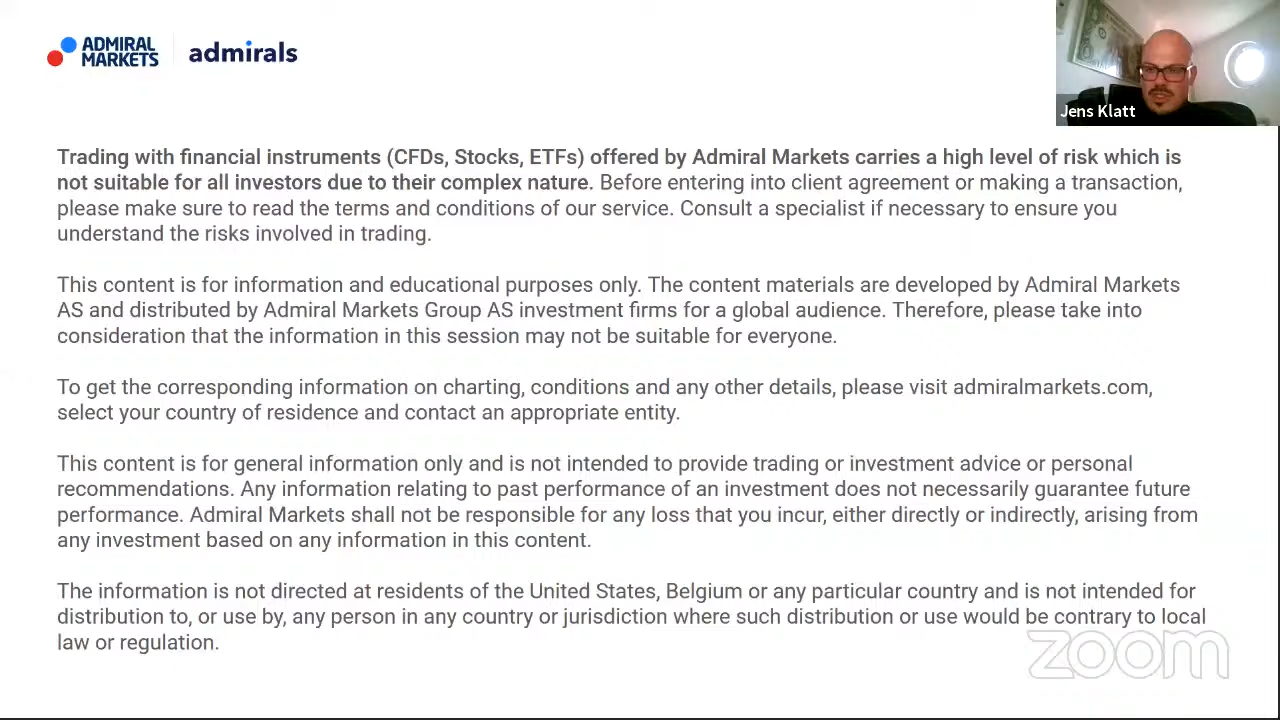 ADMIRAL
MARKETS
admirals
Jens Klatt
Trading with financial instruments (CFDs, Stocks, ETFs) offered by Admiral Markets carries a high level of risk which is
not suitable for all investors due to their complex nature. Before entering into client agreement or making a transaction,
please make sure to read the terms and conditions of our service. Consult a specialist if necessary to ensure you
understand the risks involved in trading.
This content is for information and educational purposes only. The content materials are developed by Admiral Markets
AS and distributed by Admiral Markets Group AS investment firms for a global audience. Therefore, please take into
consideration that the information in this session may not be suitable for everyone.
To get the corresponding information on charting, conditions and any other details, please visit admiralmarkets.com,
select your country of residence and contact an appropriate entity.
This content is for general information only and is not intended to provide trading or investment advice or personal
recommendations. Any information relating to past performance of an investment does not necessarily guarantee future
performance. Admiral Markets shall not be responsible for any loss that you incur, either directly or indirectly, arising from
any investment based on any information in this content.
The information is not directed at residents of the United States, Belgium or any particular country and is not intended for
distribution to, or use by, any person in any country or jurisdiction where such distribution or use would be contrary to local
law or regulation.
zoom